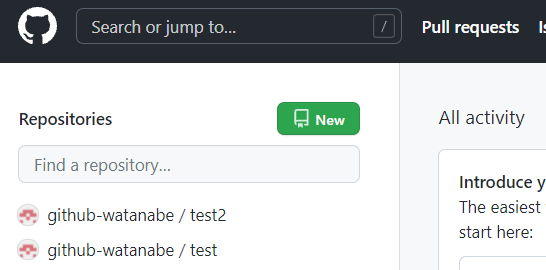 Search or jump to...
/
Pull requests
Repositories
New
Find a repository...
github-watanabe / test2
github-watanabe / test
All activity
Introduce y
The easiest
start here: